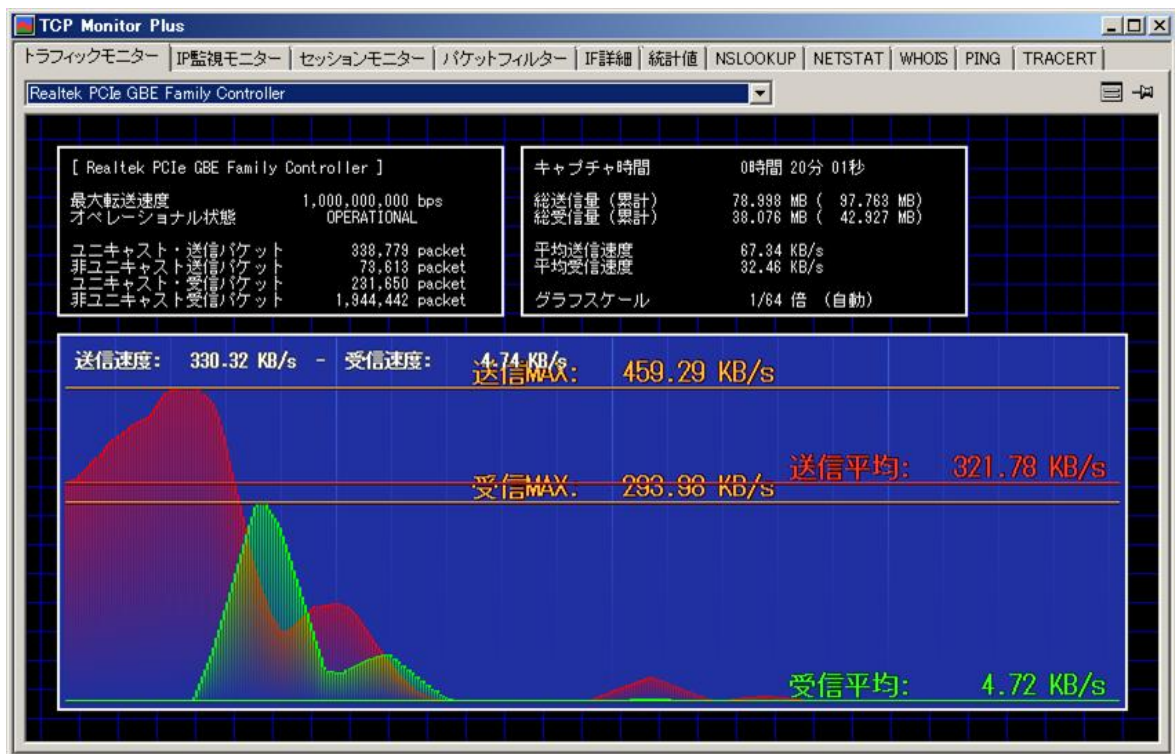 TCP Monitor Plus
トラフィックモニター IP監視モニター セッションモニター パケットフィルター IF詳細 統計値 NSLOOKUP NETSTAT WHOIS PING TRACERT
Realtek PCIe GBE Family Controller
[ Realtek PCIe GBE Family Controller ]
最大転送速度 1,000,000,000 bps
オペレーショナル状態 OPERATIONAL
ユニキャスト・送信パケット 338,779 packet
非ユニキャスト送信パケット 73,613 packet
ユニキャスト・受信パケット 231,650 packet
非ユニキャスト受信パケット 1,944,442 packet
キャプチャ時間 0時間 20分 01秒
総送信量 (累計) 78.998 MB ( 97.763 MB)
総受信量 (累計) 38.076 MB ( 42.927 MB)
平均送信速度 67.34 KB/s
平均受信速度 32.46 KB/s
グラフスケール 1/64 倍 (自動)
送信速度: 330.32 KB/s - 受信速度: 4.74 KB/s
送信MAX: 459.29 KB/s
送信平均: 321.78 KB/s
受信MAX: 293.98 KB/s
受信平均: 4.72 KB/s